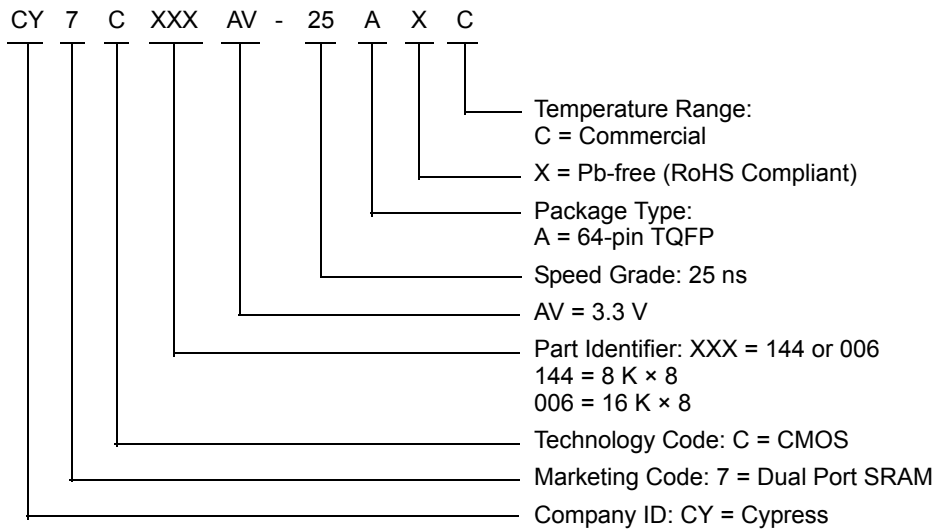 CY 7 C XXX AV - 25 A X C
Temperature Range:
C = Commercial
X = Pb-free (RoHS Compliant)
Package Type:
A = 64-pin TQFP
Speed Grade: 25 ns
AV = 3.3 V
Part Identifier: XXX = 144 or 006
144 = 8 K × 8
006 = 16 K × 8
Technology Code: C = CMOS
Marketing Code: 7 = Dual Port SRAM
Company ID: CY = Cypress